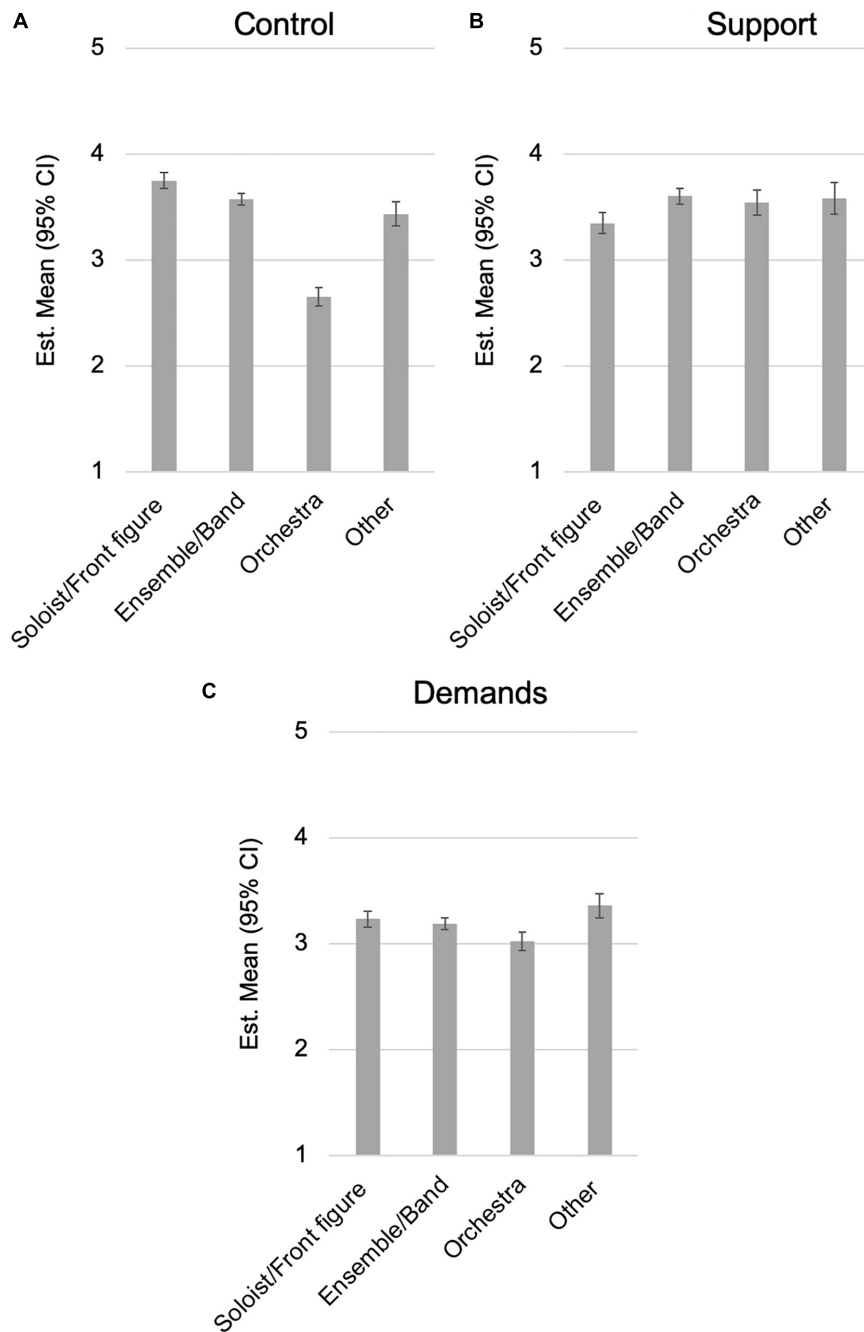 A
Control
5
4
3
2
1
Est. Mean (95% CI)
Soloist/Front figure
Ensemble/Band
Orchestra
Other
B
Support
5
4
3
2
1
Est. Mean (95% CI)
Soloist/Front figure
Ensemble/Band
Orchestra
Other
C
Demands
5
4
3
2
1
Est. Mean (95% CI)
Soloist/Front figure
Ensemble/Band
Orchestra
Other